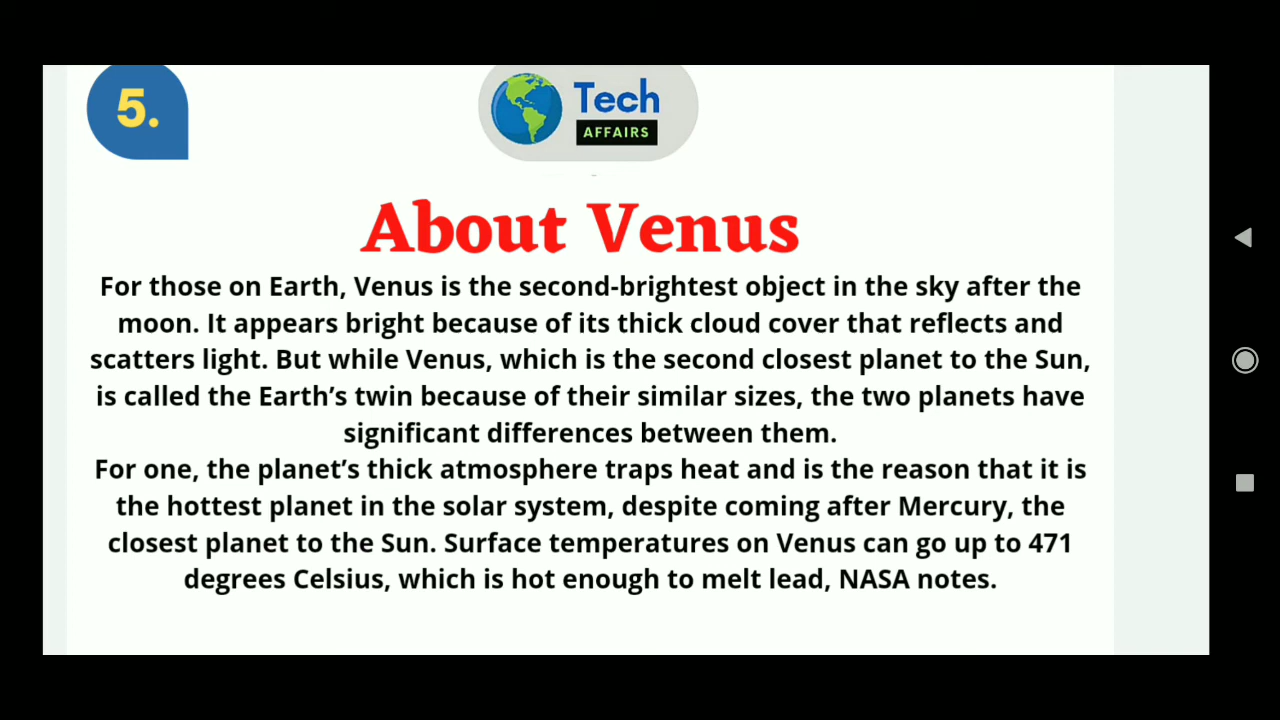 5.
Tech
AFFAIRS
About Venus
For those on Earth, Venus is the second-brightest object in the sky after the
moon. It appears bright because of its thick cloud cover that reflects and
scatters light. But while Venus, which is the second closest planet to the Sun,
is called the Earth’s twin because of their similar sizes, the two planets have
significant differences between them.
For one, the planet’s thick atmosphere traps heat and is the reason that it is
the hottest planet in the solar system, despite coming after Mercury, the
closest planet to the Sun. Surface temperatures on Venus can go up to 471
degrees Celsius, which is hot enough to melt lead, NASA notes.